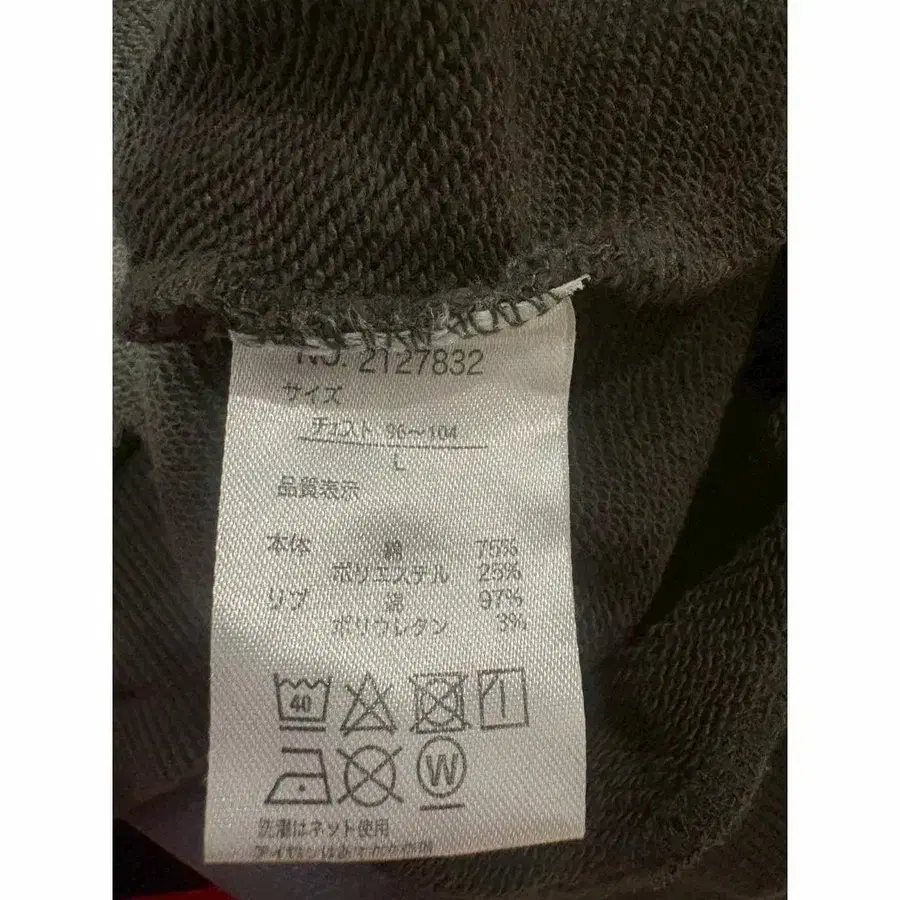 NO. 2127832
サイズ
チェスト 96〜104
L
品質表示
本体 綿 75%
ポリエステル 25%
リブ 綿 97%
ポリウレタン 3%
40
W
洗濯はネット使用